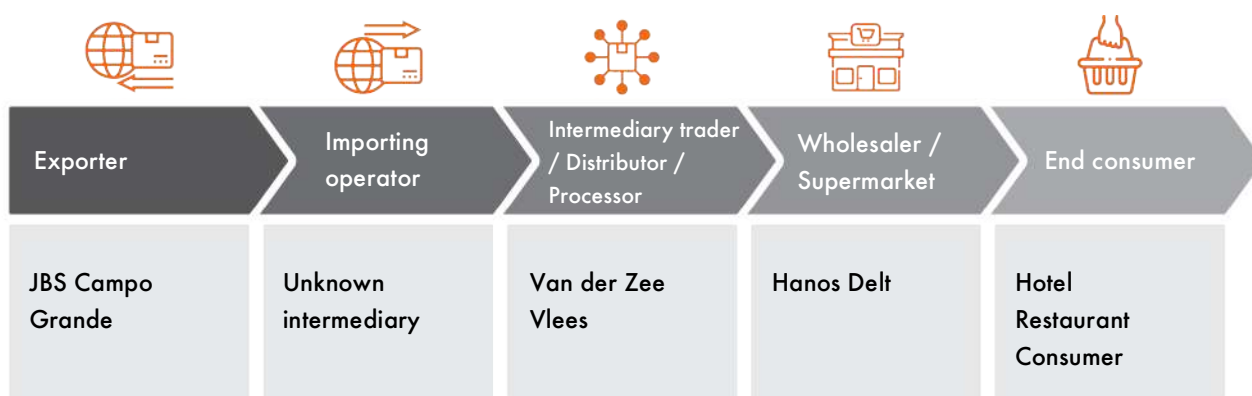 Exporter
Importing
operator
Intermediary trader
/ Distributor /
Processor
Wholesaler /
Supermarket
End consumer
JBS Campo
Grande
Unknown
intermediary
Van der Zee
Vlees
Hanos Delt
Hotel
Restaurant
Consumer